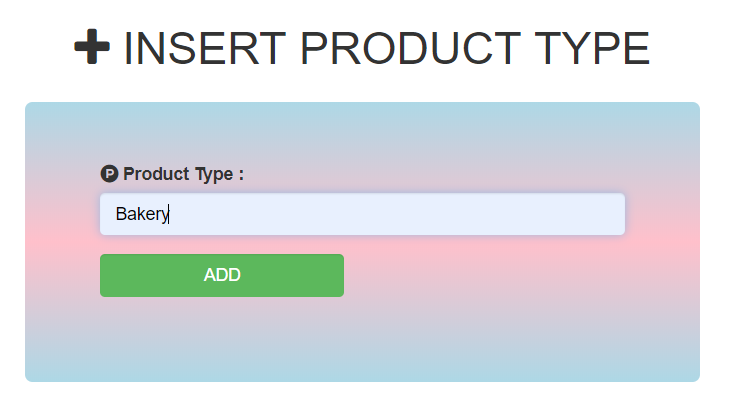 INSERT PRODUCT TYPE
Product Type :
Bakery
ADD